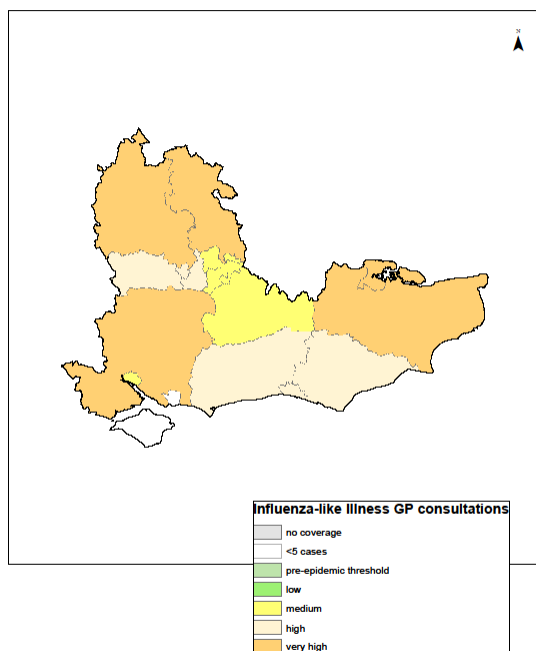 N
Influenza-like Illness GP consultations
no coverage
<5 cases
pre-epidemic threshold
low
medium
high
very high